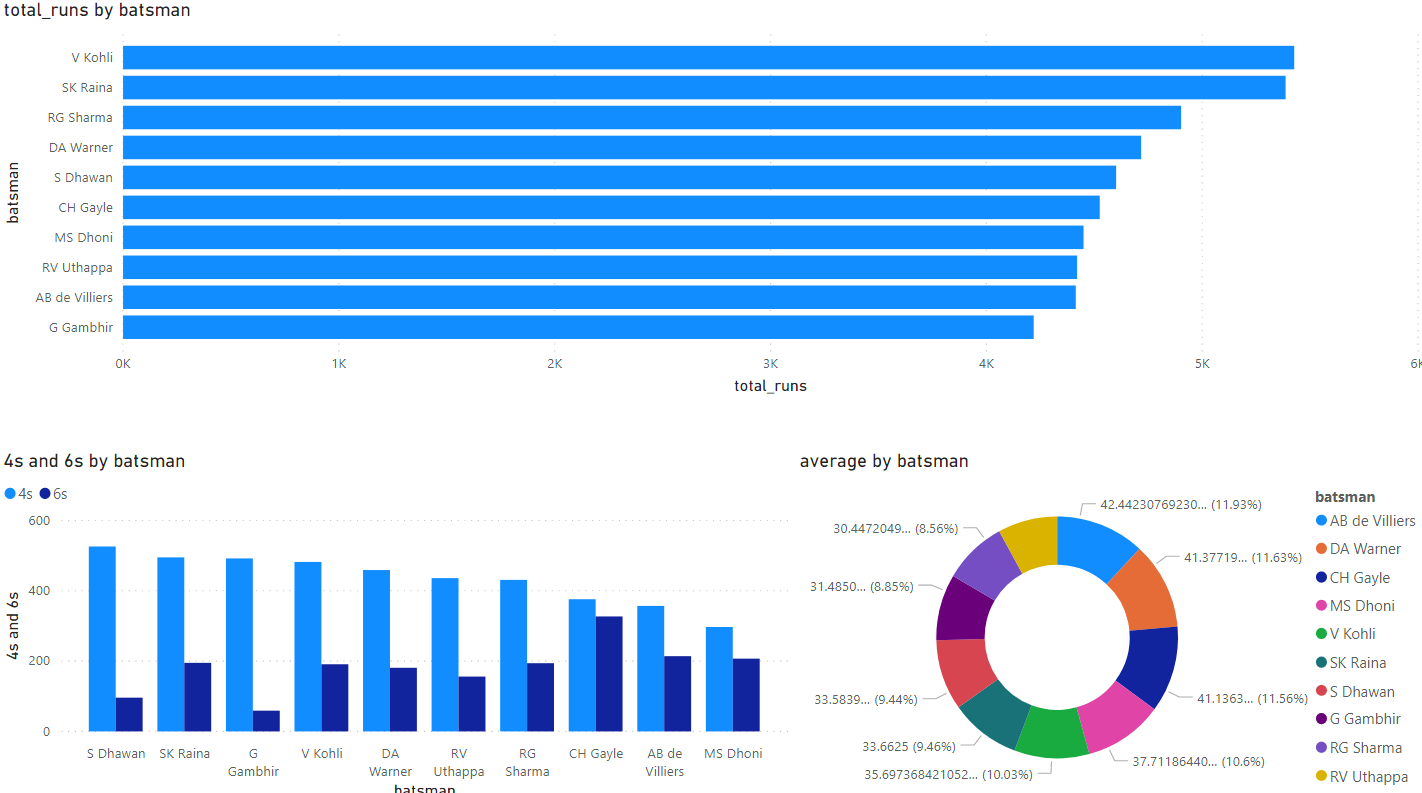 total_runs by batsman
V Kohli
SK Raina
RG Sharma
DA Warner
S Dhawan
CH Gayle
MS Dhoni
RV Uthappa
AB de Villiers
G Gambhir
batsman
0K 1K 2K 3K 4K 5K 6K
total_runs
4s and 6s by batsman
4s 6s
600
400
200
0
4s and 6s
S Dhawan SK Raina G Gambhir V Kohli DA Warner RV Uthappa RG Sharma CH Gayle AB de Villiers MS Dhoni
batsman
average by batsman
42.44230769230... (11.93%)
41.37719... (11.63%)
41.1363... (11.56%)
37.71186440... (10.6%)
35.697368421052... (10.03%)
33.6625 (9.46%)
33.5839... (9.44%)
31.4850... (8.85%)
30.4472049... (8.56%)
batsman
AB de Villiers
DA Warner
CH Gayle
MS Dhoni
V Kohli
SK Raina
S Dhawan
G Gambhir
RG Sharma
RV Uthappa